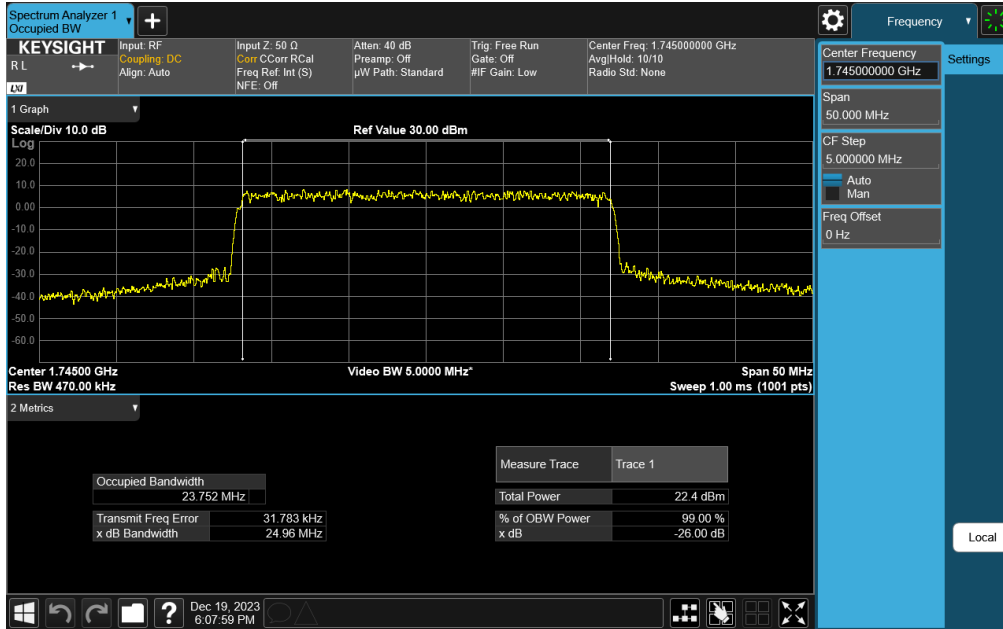 Spectrum Analyzer 1
Occupied BW
+
Frequency
KEYSIGHT
R L
LXI
Input: RF
Coupling: DC
Align: Auto
Input Z: 50 Ω
Corr CCorr RCal
Freq Ref: Int (S)
NFE: Off
Atten: 40 dB
Preamp: Off
µW Path: Standard
Trig: Free Run
Gate: Off
#IF Gain: Low
Center Freq: 1.745000000 GHz
Avg|Hold: 10/10
Radio Std: None
Center Frequency
1.745000000 GHz
Settings
Span
50.000 MHz
CF Step
5.000000 MHz
Auto
Man
Freq Offset
0 Hz
Local
1 Graph
Scale/Div 10.0 dB
Ref Value 30.00 dBm
Log
20.0
10.0
0.00
-10.0
-20.0
-30.0
-40.0
-50.0
-60.0
Center 1.74500 GHz
Video BW 5.0000 MHz*
Span 50 MHz
Res BW 470.00 kHz
Sweep 1.00 ms (1001 pts)
2 Metrics
Measure Trace
Trace 1
Occupied Bandwidth
23.752 MHz
Total Power
22.4 dBm
Transmit Freq Error
31.783 kHz
% of OBW Power
99.00 %
x dB Bandwidth
24.96 MHz
x dB
-26.00 dB
?
Dec 19, 2023
6:07:59 PM